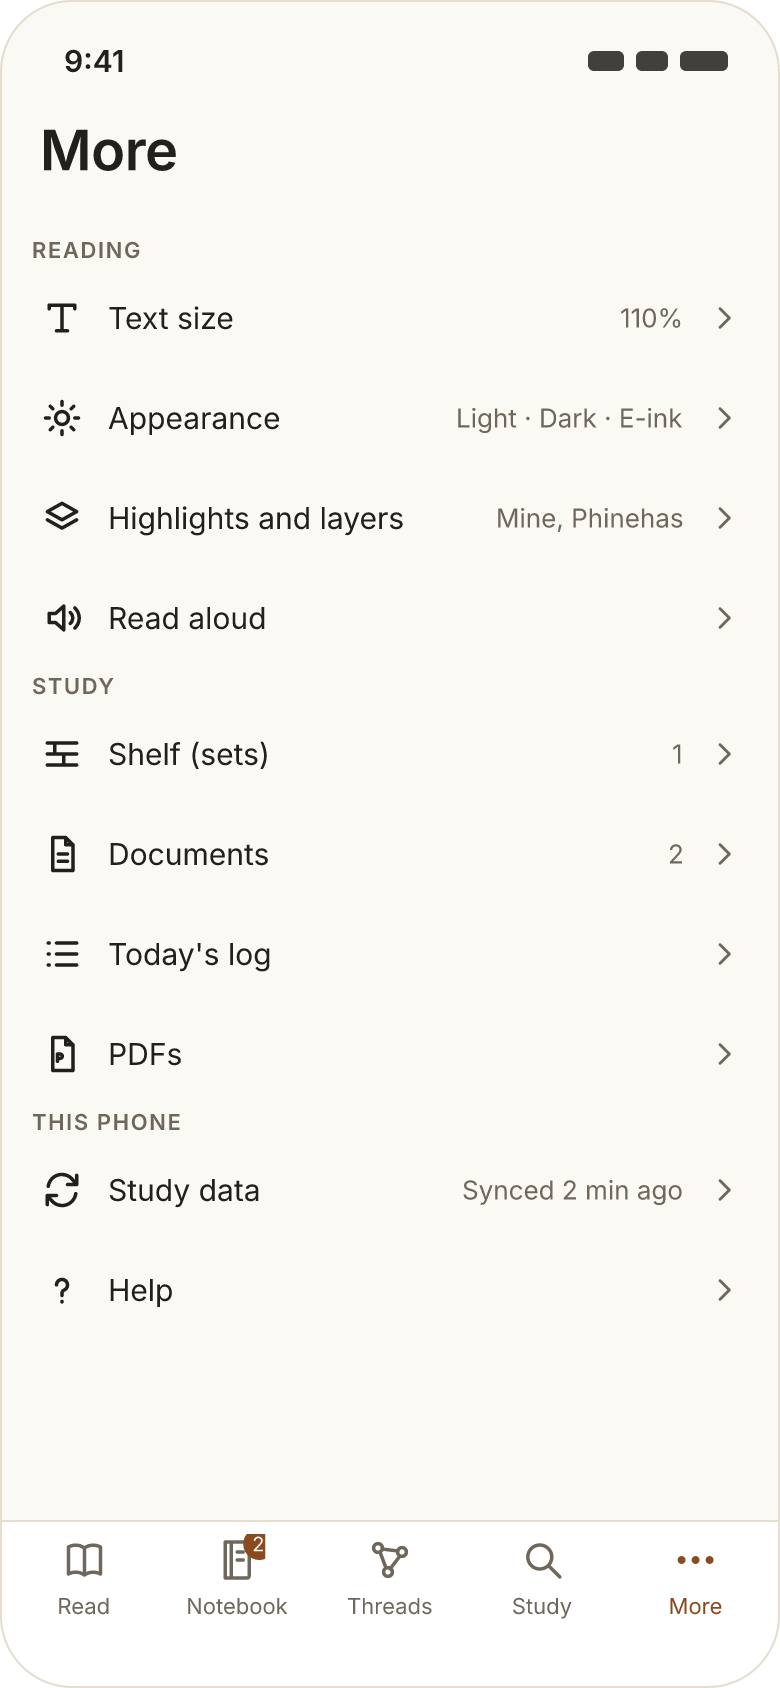 9:41
More
READING
Text size 110%
Appearance Light · Dark · E-ink
Highlights and layers Mine, Phinehas
Read aloud
STUDY
Shelf (sets) 1
Documents 2
Today's log
PDFs
THIS PHONE
Study data Synced 2 min ago
? Help
2
Read Notebook Threads Study More